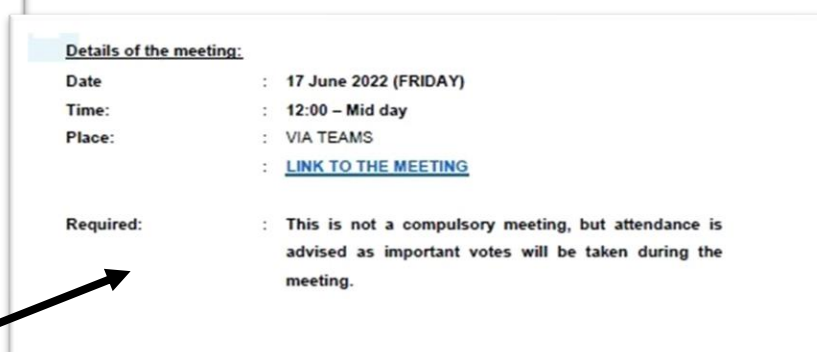 Details of the meeting:
Date : 17 June 2022 (FRIDAY)
Time: : 12:00 – Mid day
Place: : VIA TEAMS
: LINK TO THE MEETING
Required: : This is not a compulsory meeting, but attendance is
advised as important votes will be taken during the
meeting.